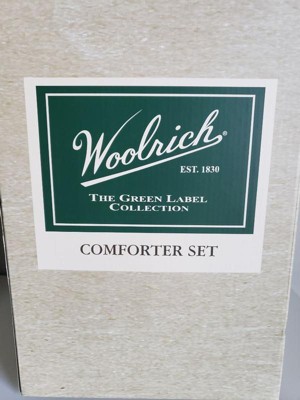 Woolrich®
EST. 1830
THE GREEN LABEL
COLLECTION
COMFORTER SET